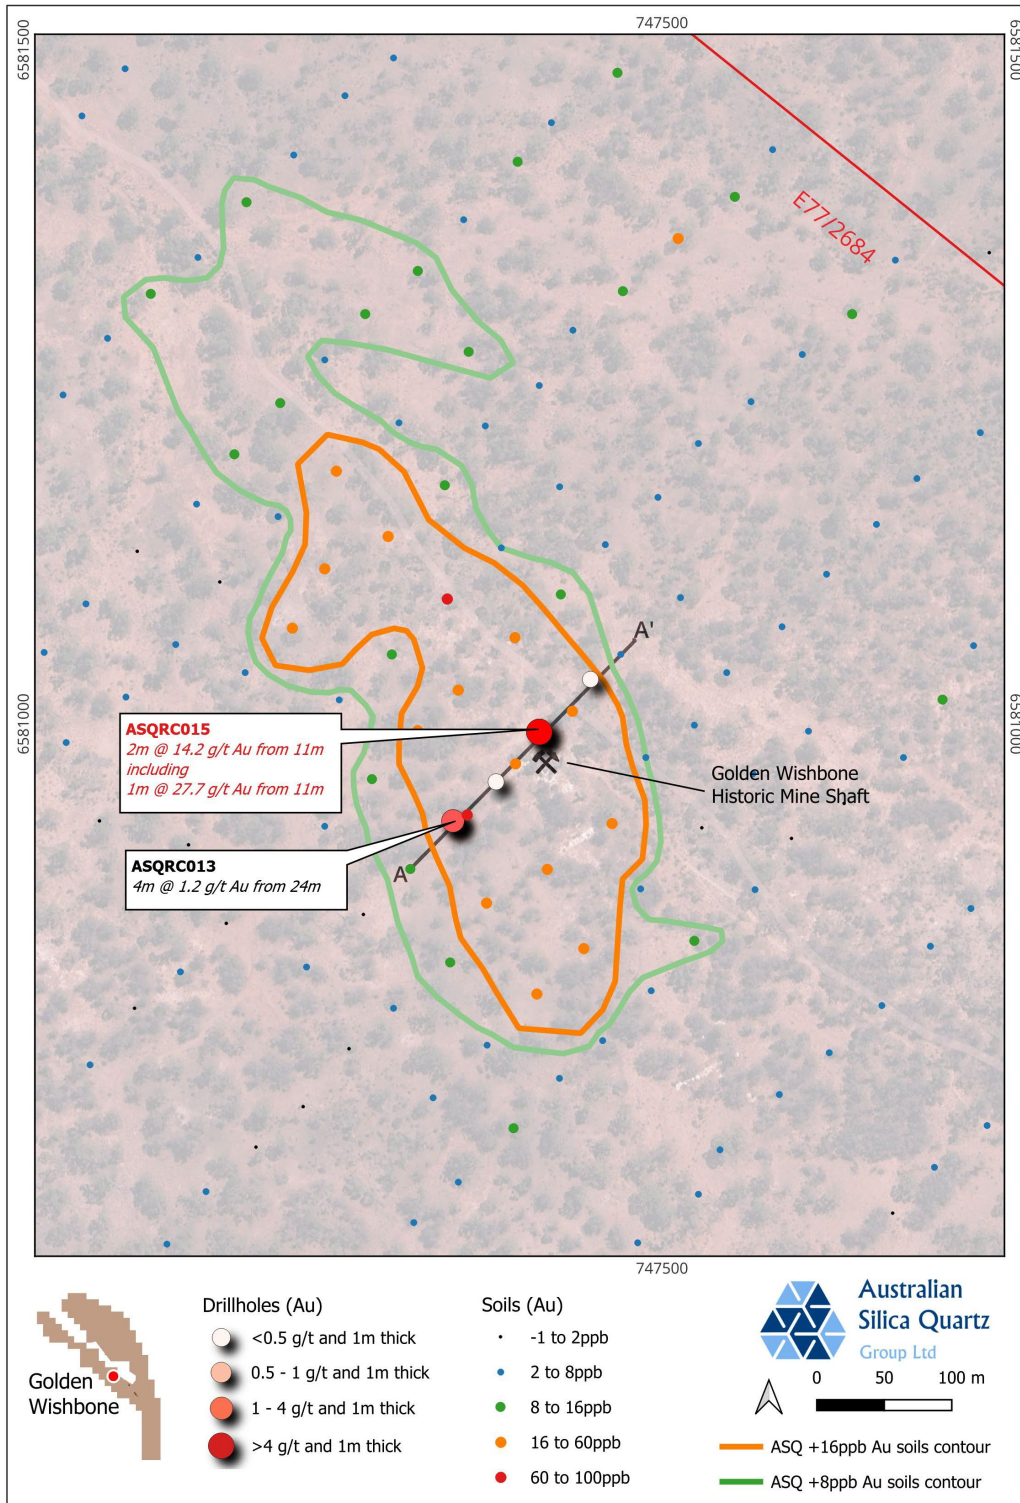 747500
6581500
6581500
E77/2684
A'
ASQRC015
2m @ 14.2 g/t Au from 11m
including
1m @ 27.7 g/t Au from 11m
6581000
6581000
Golden Wishbone
Historic Mine Shaft
ASQRC013
4m @ 1.2 g/t Au from 24m
A
747500
Golden
Wishbone
Drillholes (Au)
<0.5 g/t and 1m thick
0.5 - 1 g/t and 1m thick
1 - 4 g/t and 1m thick
>4 g/t and 1m thick
Soils (Au)
-1 to 2ppb
2 to 8ppb
8 to 16ppb
16 to 60ppb
60 to 100ppb
Australian
Silica Quartz
Group Ltd
0 50 100 m
ASQ +16ppb Au soils contour
ASQ +8ppb Au soils contour